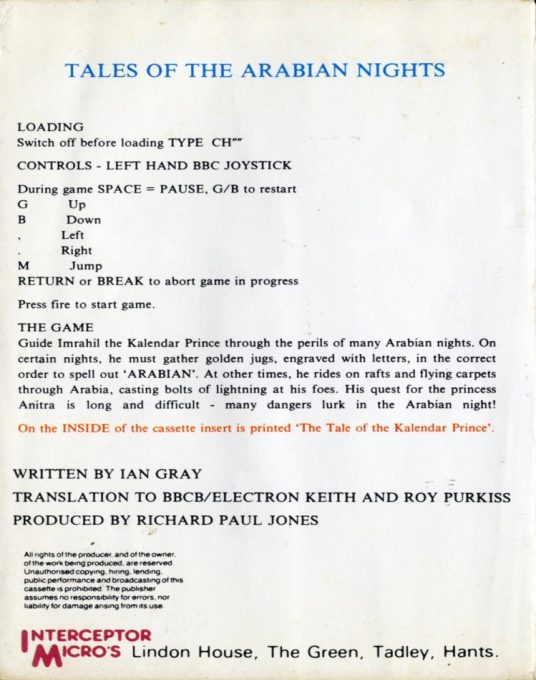 TALES OF THE ARABIAN NIGHTS
LOADING
Switch off before loading TYPE CH""
CONTROLS - LEFT HAND BBC JOYSTICK
During game SPACE = PAUSE, G/B to restart
G Up
B Down
, Left
. Right
M Jump
RETURN or BREAK to abort game in progress
Press fire to start game.
THE GAME
Guide Imrahil the Kalendar Prince through the perils of many Arabian nights. On
certain nights, he must gather golden jugs, engraved with letters, in the correct
order to spell out 'ARABIAN'. At other times, he rides on rafts and flying carpets
through Arabia, casting bolts of lightning at his foes. His quest for the princess
Anitra is long and difficult - many dangers lurk in the Arabian night!
On the INSIDE of the cassette insert is printed 'The Tale of the Kalendar Prince'.
WRITTEN BY IAN GRAY
TRANSLATION TO BBCB/ELECTRON KEITH AND ROY PURKISS
PRODUCED BY RICHARD PAUL JONES
All rights of the producer, and of the owner,
of the work being produced, are reserved.
Unauthorised copying, hiring, lending,
public performance and broadcasting of this
cassette is prohibited. The publisher
assumes no responsibility for errors, nor
liability for damage arising from its use.
INTERCEPTOR
MICRO'S Lindon House, The Green, Tadley, Hants.